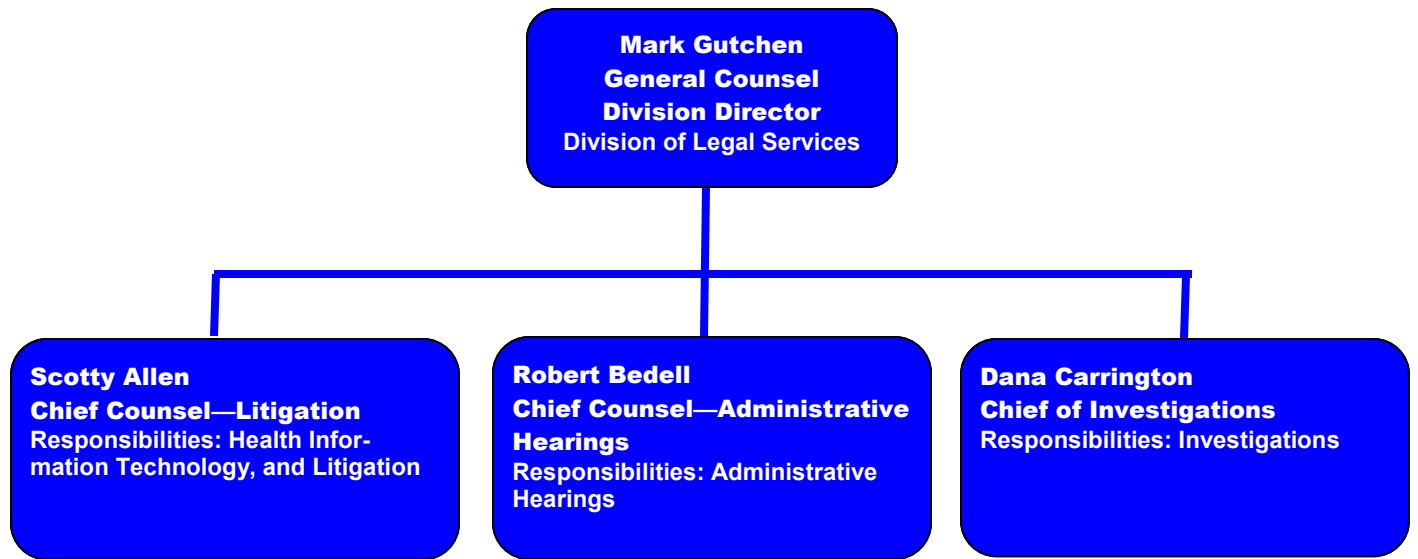 Mark Gutchen
General Counsel
Division Director
Division of Legal Services
Scotty Allen
Chief Counsel—Litigation
Responsibilities: Health Infor-
mation Technology, and Litigation
Robert Bedell
Chief Counsel—Administrative
Hearings
Responsibilities: Administrative
Hearings
Dana Carrington
Chief of Investigations
Responsibilities: Investigations